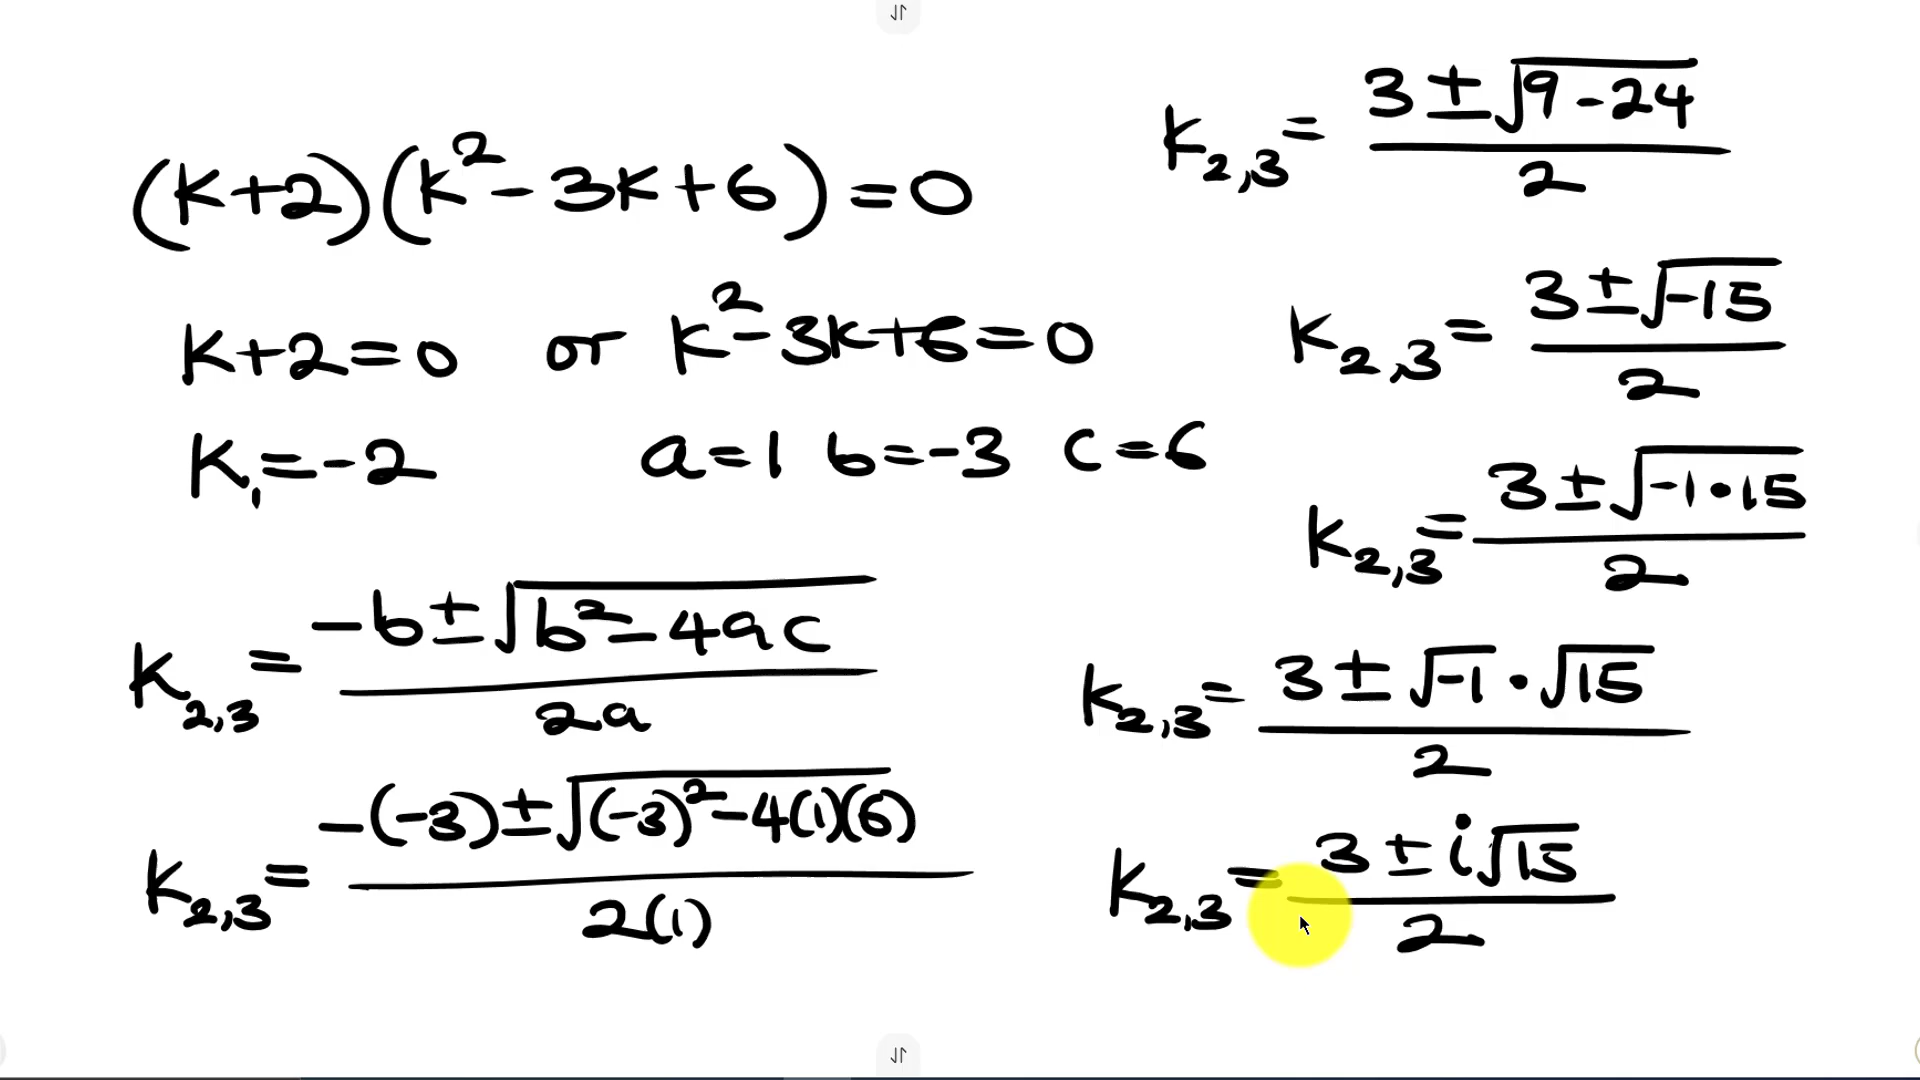 (k+2)(k²-3k+6)=0
k+2=0 or k²-3k+6=0
k₁=-2 a=1 b=-3 c=6
k₂,₃ = (-b±√(b²-4ac))/(2a)
k₂,₃ = (-(-3)±√((-3)²-4(1)(6)))/(2(1))
k₂,₃ = (3±√(9-24))/2
k₂,₃ = (3±√(-15))/2
k₂,₃ = (3±√(-1·15))/2
k₂,₃ = (3±√(-1)·√15)/2
k₂,₃ = (3±i√15)/2